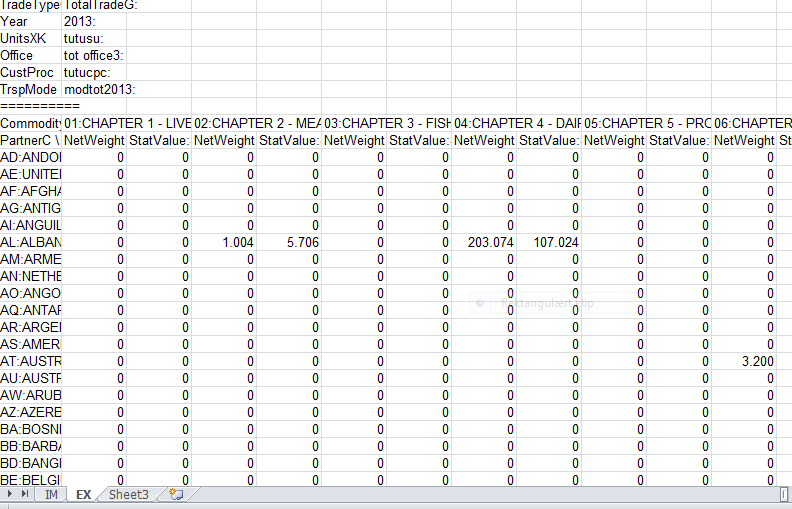 TradeType TotalTradeG:
Year 2013:
UnitsXK tutusu:
Office tot office3:
CustProc tutucpc:
TrspMode modtot2013:
==========
Commodity 01:CHAPTER 1 - LIVE 02:CHAPTER 2 - MEA 03:CHAPTER 3 - FISH 04:CHAPTER 4 - DAIR 05:CHAPTER 5 - PRO 06:CHAPTER
PartnerC \ NetWeight StatValue: NetWeight StatValue: NetWeight StatValue: NetWeight StatValue: NetWeight StatValue: NetWeight St
AD:ANDO 0 0 0 0 0 0 0 0 0 0 0
AE:UNITE 0 0 0 0 0 0 0 0 0 0 0
AF:AFGHA 0 0 0 0 0 0 0 0 0 0 0
AG:ANTIG 0 0 0 0 0 0 0 0 0 0 0
AI:ANGUIL 0 0 0 0 0 0 0 0 0 0 0
AL:ALBAN 0 0 1.004 5.706 0 0 203.074 107.024 0 0 0
AM:ARME 0 0 0 0 0 0 0 0 0 0 0
AN:NETHE 0 0 0 0 0 0 0 0 0 0 0
AO:ANGO 0 0 0 0 0 0 0 0 0 0 0
Rektangulært klip
AQ:ANTAR 0 0 0 0 0 0 0 0 0 0 0
AR:ARGEN 0 0 0 0 0 0 0 0 0 0 0
AS:AMERI 0 0 0 0 0 0 0 0 0 0 0
AT:AUSTR 0 0 0 0 0 0 0 0 0 0 3.200
AU:AUSTR 0 0 0 0 0 0 0 0 0 0 0
AW:ARUB 0 0 0 0 0 0 0 0 0 0 0
AZ:AZERB 0 0 0 0 0 0 0 0 0 0 0
BA:BOSNI 0 0 0 0 0 0 0 0 0 0 0
BB:BARBA 0 0 0 0 0 0 0 0 0 0 0
BD:BANGL 0 0 0 0 0 0 0 0 0 0 0
BE:BELGI 0 0 0 0 0 0 0 0 0 0 0
IM EX Sheet3